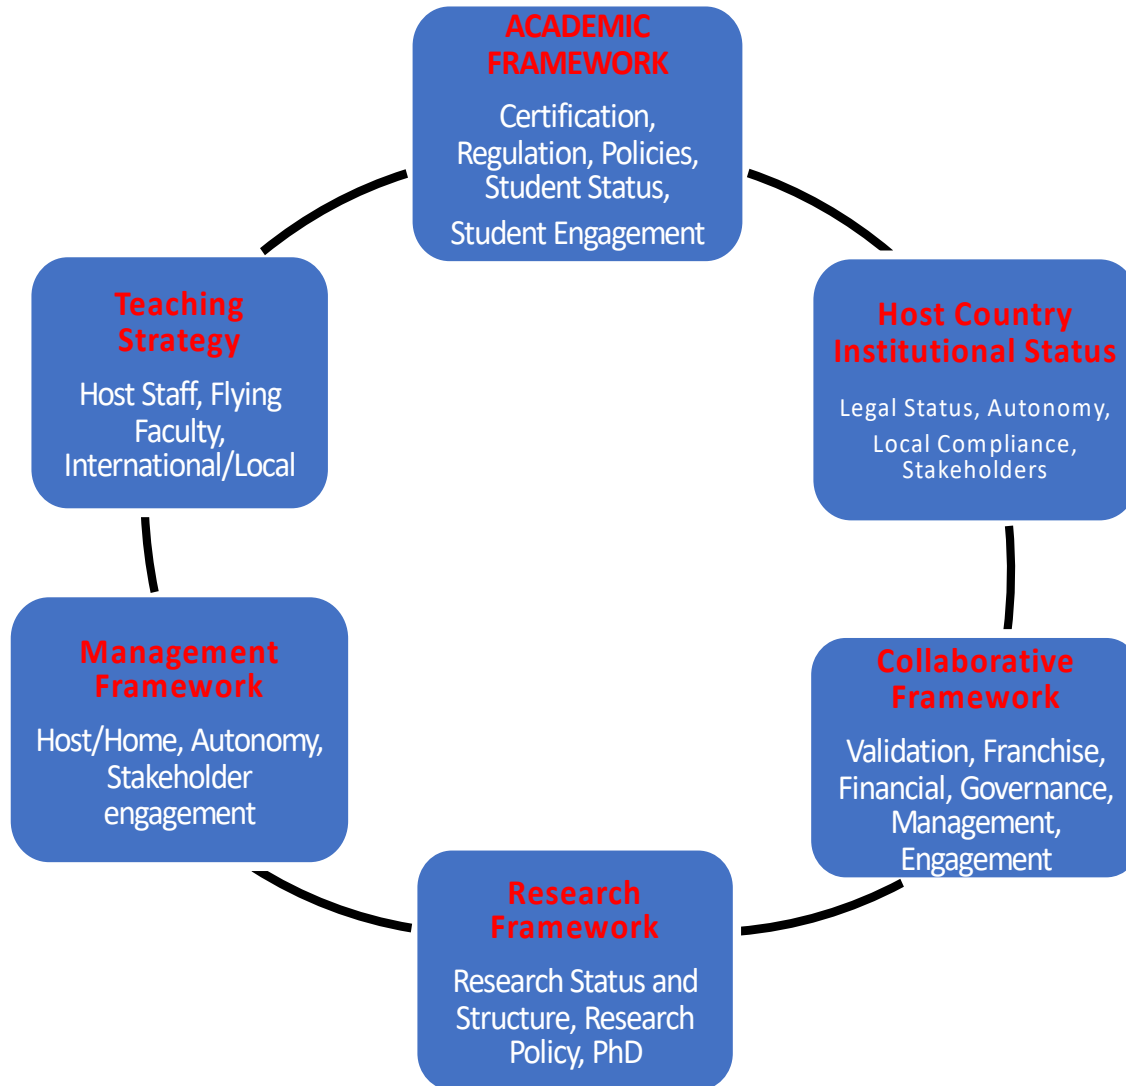 ACADEMIC
FRAMEWORK
Certification,
Regulation, Policies,
Student Status,
Student Engagement
Host Country
Institutional Status
Legal Status, Autonomy,
Local Compliance,
Stakeholders
Collaborative
Framework
Validation, Franchise,
Financial, Governance,
Management,
Engagement
Research
Framework
Research Status and
Structure, Research
Policy, PhD
Management
Framework
Host/Home, Autonomy,
Stakeholder
engagement
Teaching
Strategy
Host Staff, Flying
Faculty,
International/Local